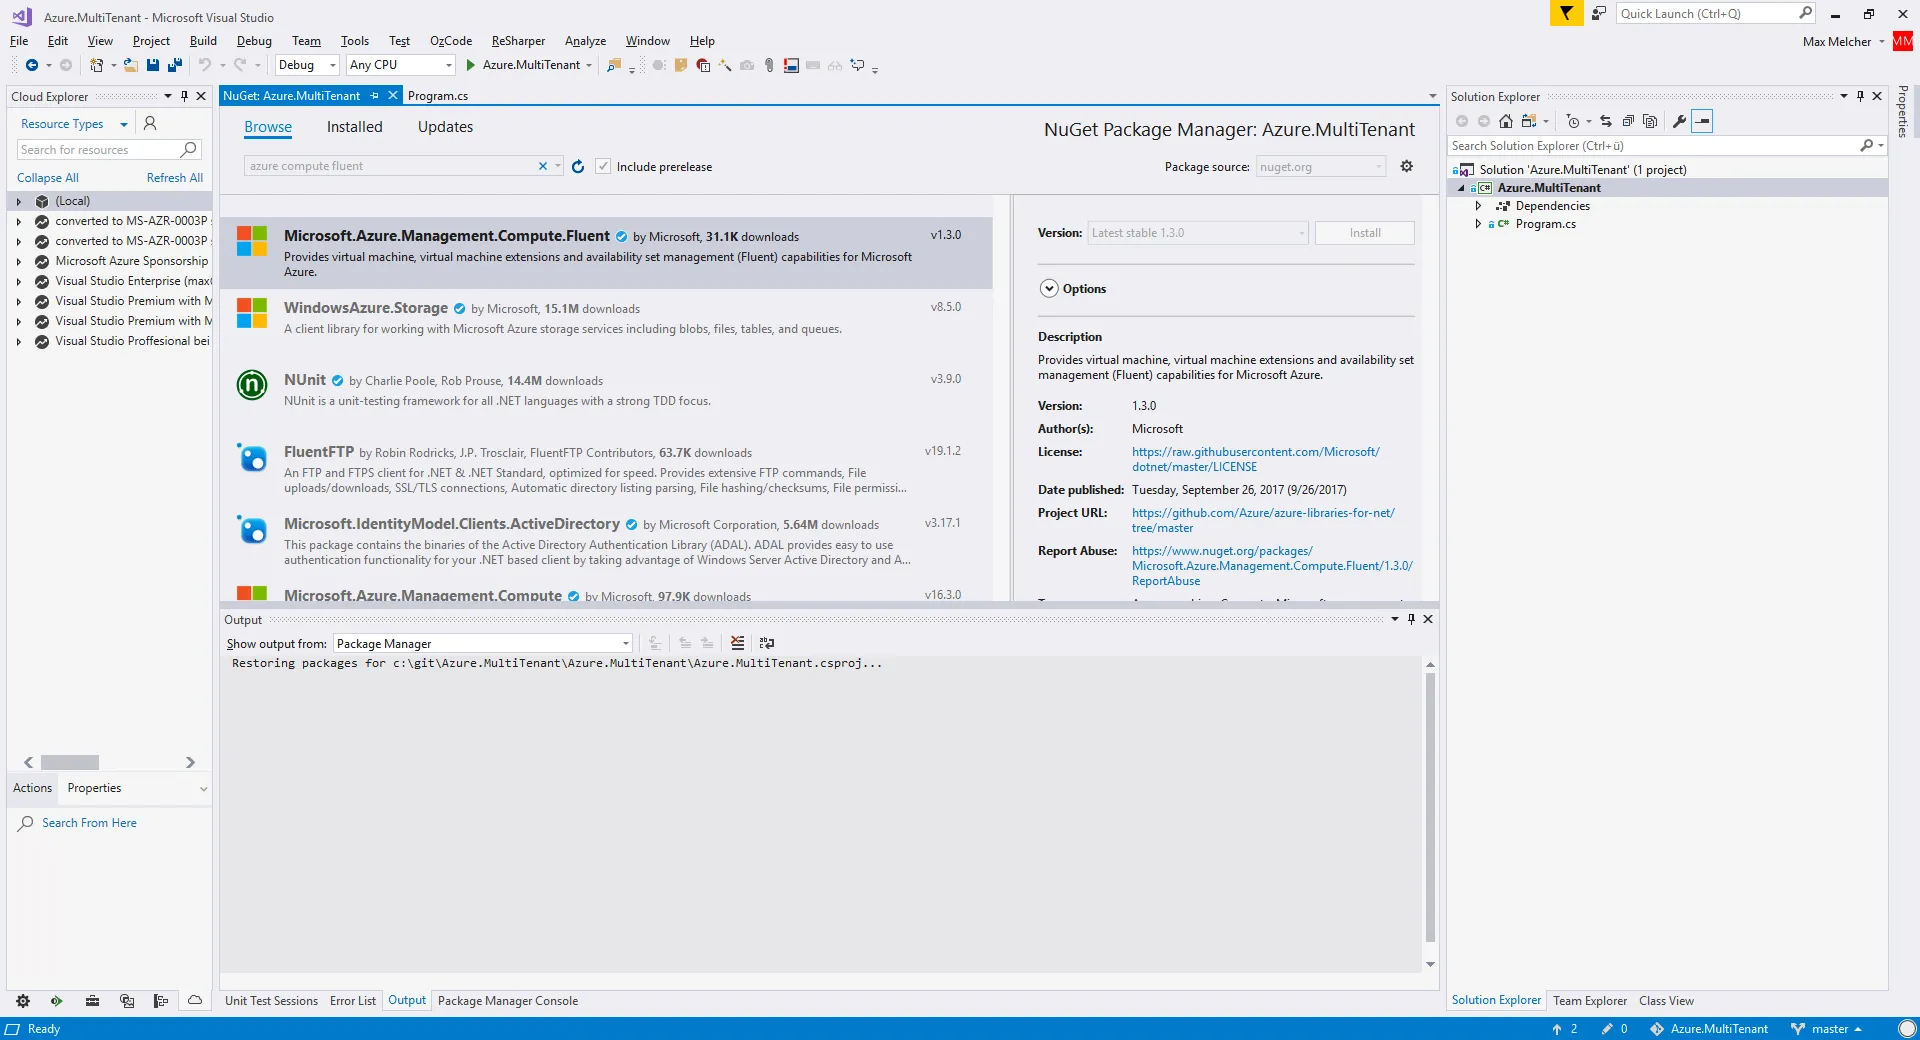 Azure.MultiTenant - Microsoft Visual Studio
Quick Launch (Ctrl+Q)
File Edit View Project Build Debug Team Tools Test OzCode ReSharper Analyze Window Help
Max Melcher MM
Debug Any CPU Azure.MultiTenant
Cloud Explorer
Resource Types
Search for resources
Collapse All Refresh All
(Local)
converted to MS-AZR-0003P
converted to MS-AZR-0003P
Microsoft Azure Sponsorship
Visual Studio Enterprise (max
Visual Studio Premium with M
Visual Studio Premium with M
Visual Studio Proffesional bei
Actions Properties
Search From Here
NuGet: Azure.MultiTenant Program.cs
Browse Installed Updates
NuGet Package Manager: Azure.MultiTenant
azure compute fluent
Include prerelease
Package source: nuget.org
Microsoft.Azure.Management.Compute.Fluent by Microsoft, 31.1K downloads v1.3.0
Provides virtual machine, virtual machine extensions and availability set management (Fluent) capabilities for Microsoft
Azure.
WindowsAzure.Storage by Microsoft, 15.1M downloads v8.5.0
A client library for working with Microsoft Azure storage services including blobs, files, tables, and queues.
NUnit by Charlie Poole, Rob Prouse, 14.4M downloads v3.9.0
NUnit is a unit-testing framework for all .NET languages with a strong TDD focus.
FluentFTP by Robin Rodricks, J.P. Trosclair, FluentFTP Contributors, 63.7K downloads v19.1.2
An FTP and FTPS client for .NET & .NET Standard, optimized for speed. Provides extensive FTP commands, File
uploads/downloads, SSL/TLS connections, Automatic directory listing parsing, File hashing/checksums, File permissi...
Microsoft.IdentityModel.Clients.ActiveDirectory by Microsoft Corporation, 5.64M downloads v3.17.1
This package contains the binaries of the Active Directory Authentication Library (ADAL). ADAL provides easy to use
authentication functionality for your .NET based client by taking advantage of Windows Server Active Directory and A...
Microsoft.Azure.Management.Compute by Microsoft, 97.9K downloads v16.3.0
Version: Latest stable 1.3.0 Install
Options
Description
Provides virtual machine, virtual machine extensions and availability set
management (Fluent) capabilities for Microsoft Azure.
Version: 1.3.0
Author(s): Microsoft
License: https://raw.githubusercontent.com/Microsoft/
dotnet/master/LICENSE
Date published: Tuesday, September 26, 2017 (9/26/2017)
Project URL: https://github.com/Azure/azure-libraries-for-net/
tree/master
Report Abuse: https://www.nuget.org/packages/
Microsoft.Azure.Management.Compute.Fluent/1.3.0/
ReportAbuse
Output
Show output from: Package Manager
Restoring packages for c:\git\Azure.MultiTenant\Azure.MultiTenant\Azure.MultiTenant.csproj...
Unit Test Sessions Error List Output Package Manager Console
Solution Explorer
Search Solution Explorer (Ctrl+ü)
Solution 'Azure.MultiTenant' (1 project)
Azure.MultiTenant
Dependencies
C# Program.cs
Solution Explorer Team Explorer Class View
Properties
Ready
2 0 Azure.MultiTenant master